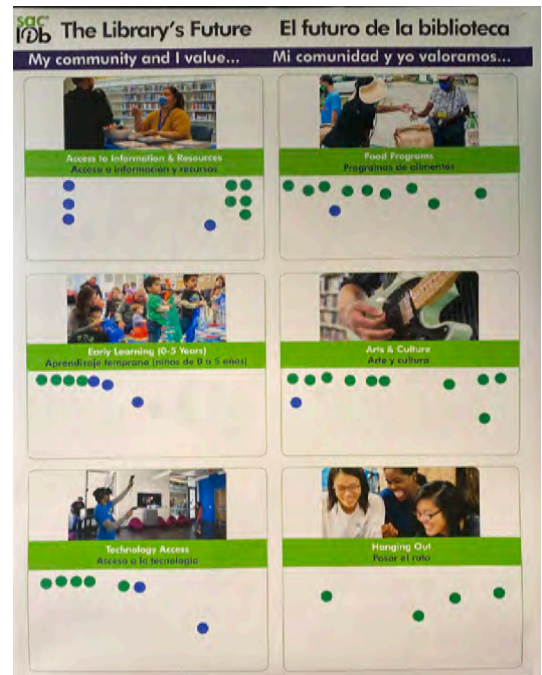 sac lib The Library's Future El futuro de la biblioteca
My community and I value... Mi comunidad y yo valoramos...
Access to Information & Resources
Acceso a información y recursos
Food Programs
Programas de alimentos
Early Learning (0-5 Years)
Aprendizaje temprano (niños de 0 a 5 años)
Arts & Culture
Arte y cultura
Technology Access
Acceso a la tecnología
Hanging Out
Pasar el rato